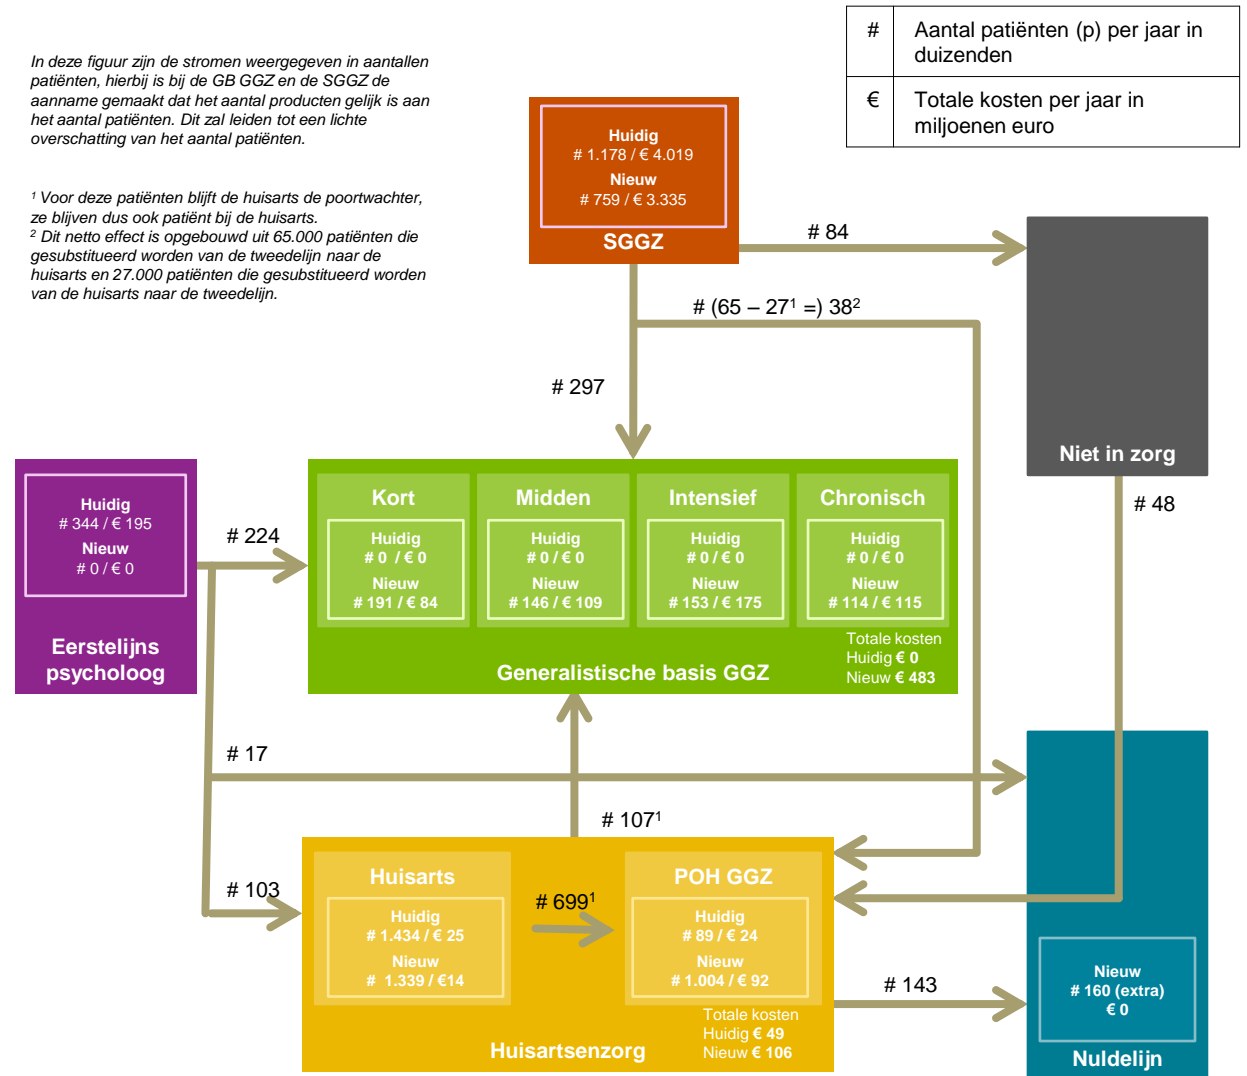 In deze figuur zijn de stromen weergegeven in aantallen
patiënten, hierbij is bij de GB GGZ en de SGGZ de
aanname gemaakt dat het aantal producten gelijk is aan
het aantal patiënten. Dit zal leiden tot een lichte
overschatting van het aantal patiënten.
¹ Voor deze patiënten blijft de huisarts de poortwachter,
ze blijven dus ook patiënt bij de huisarts.
² Dit netto effect is opgebouwd uit 65.000 patiënten die
gesubstitueerd worden van de tweedelijn naar de
huisarts en 27.000 patiënten die gesubstitueerd worden
van de huisarts naar de tweedelijn.
# Aantal patiënten (p) per jaar in
duizenden
€ Totale kosten per jaar in
miljoenen euro
Huidig
# 1.178 / € 4.019
Nieuw
# 759 / € 3.335
SGGZ
# 84
# (65 – 27¹ =) 38²
# 297
Niet in zorg
# 48
Huidig
# 344 / € 195
Nieuw
# 0 / € 0
Eerstelijns
psycholoog
# 224
Kort
Huidig
# 0 / € 0
Nieuw
# 191 / € 84
Midden
Huidig
# 0 / € 0
Nieuw
# 146 / € 109
Intensief
Huidig
# 0 / € 0
Nieuw
# 153 / € 175
Chronisch
Huidig
# 0 / € 0
Nieuw
# 114 / € 115
Totale kosten
Huidig € 0
Nieuw € 483
Generalistische basis GGZ
# 17
# 107¹
# 103
Huisarts
Huidig
# 1.434 / € 25
Nieuw
# 1.339 / €14
# 699¹
POH GGZ
Huidig
# 89 / € 24
Nieuw
# 1.004 / € 92
Totale kosten
Huidig € 49
Nieuw € 106
Huisartsenzorg
# 143
Nieuw
# 160 (extra)
€ 0
Nuldelijn